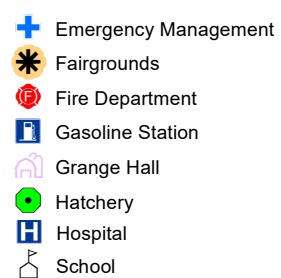 Emergency Management
Fairgrounds
F Fire Department
Gasoline Station
Grange Hall
Hatchery
H Hospital
School